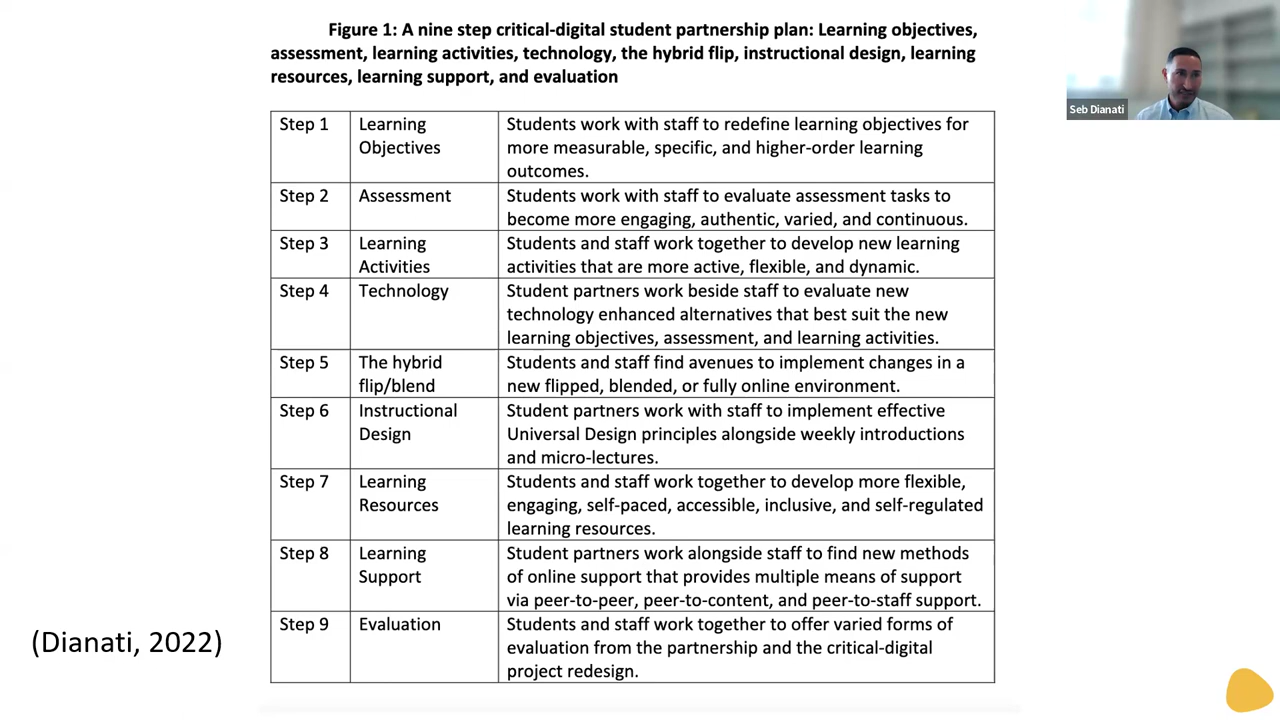 Figure 1: A nine step critical-digital student partnership plan: Learning objectives,
assessment, learning activities, technology, the hybrid flip, instructional design, learning
resources, learning support, and evaluation
Seb Dianati
Step 1
Learning
Objectives
Students work with staff to redefine learning objectives for
more measurable, specific, and higher-order learning
outcomes.
Step 2
Assessment
Students work with staff to evaluate assessment tasks to
become more engaging, authentic, varied, and continuous.
Step 3
Learning
Activities
Students and staff work together to develop new learning
activities that are more active, flexible, and dynamic.
Step 4
Technology
Student partners work beside staff to evaluate new
technology enhanced alternatives that best suit the new
learning objectives, assessment, and learning activities.
Step 5
The hybrid
flip/blend
Students and staff find avenues to implement changes in a
new flipped, blended, or fully online environment.
Step 6
Instructional
Design
Student partners work with staff to implement effective
Universal Design principles alongside weekly introductions
and micro-lectures.
Step 7
Learning
Resources
Students and staff work together to develop more flexible,
engaging, self-paced, accessible, inclusive, and self-regulated
learning resources.
Step 8
Learning
Support
Student partners work alongside staff to find new methods
of online support that provides multiple means of support
via peer-to-peer, peer-to-content, and peer-to-staff support.
Step 9
Evaluation
Students and staff work together to offer varied forms of
evaluation from the partnership and the critical-digital
project redesign.
(Dianati, 2022)